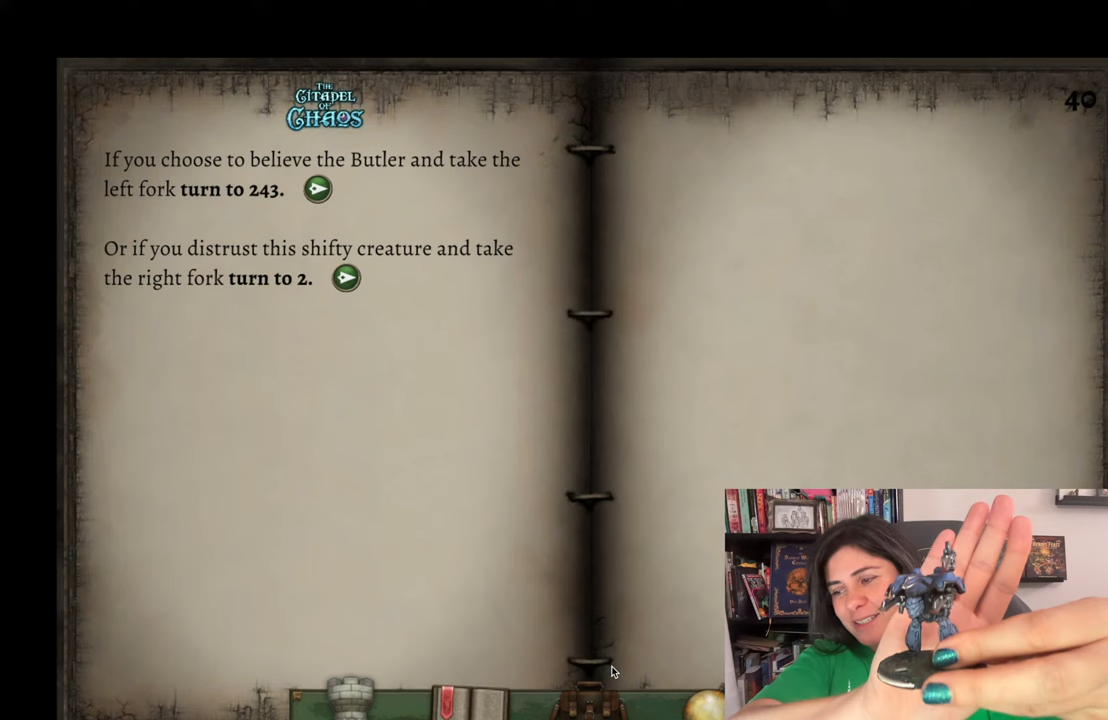 THE
CITADEL
OF
CHAOS
40
If you choose to believe the Butler and take the
left fork turn to 243.
Or if you distrust this shifty creature and take
the right fork turn to 2.